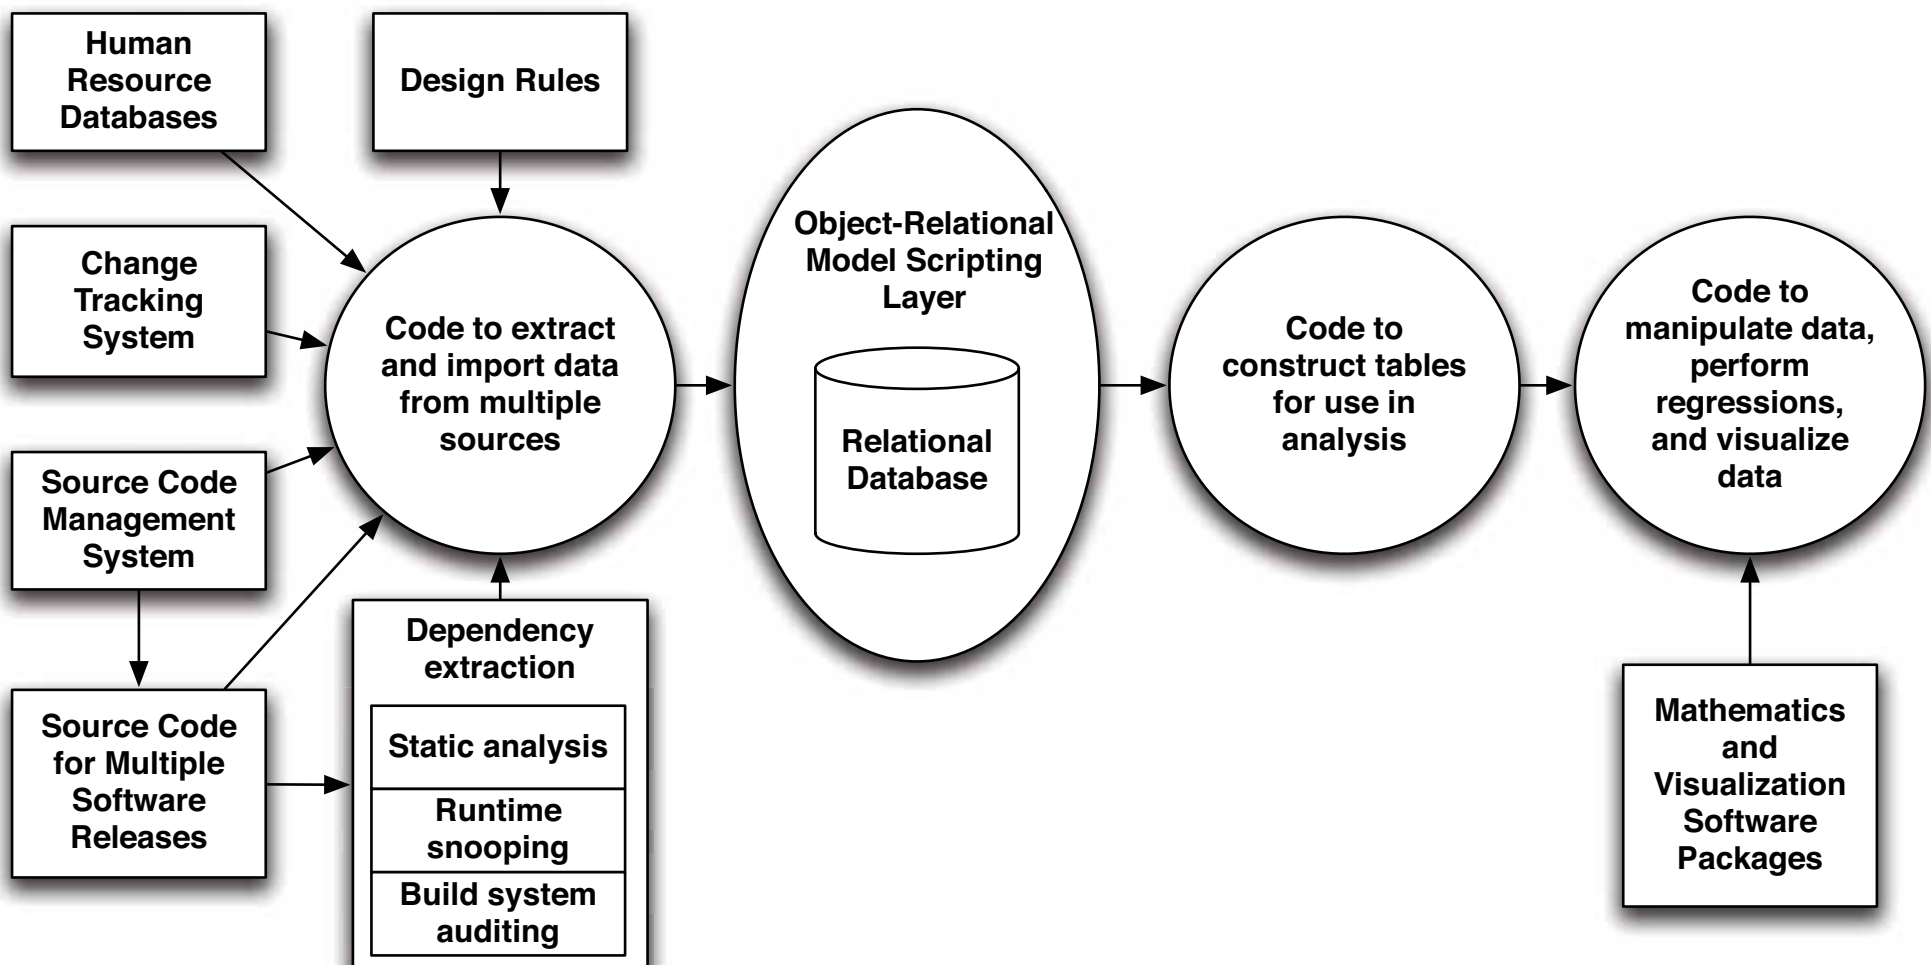 Human
Resource
Databases
Design Rules
Change
Tracking
System
Source Code
Management
System
Source Code
for Multiple
Software
Releases
Code to extract
and import data
from multiple
sources
Dependency
extraction
Static analysis
Runtime
snooping
Build system
auditing
Object-Relational
Model Scripting
Layer
Relational
Database
Code to
construct tables
for use in
analysis
Code to
manipulate data,
perform
regressions,
and visualize
data
Mathematics
and
Visualization
Software
Packages